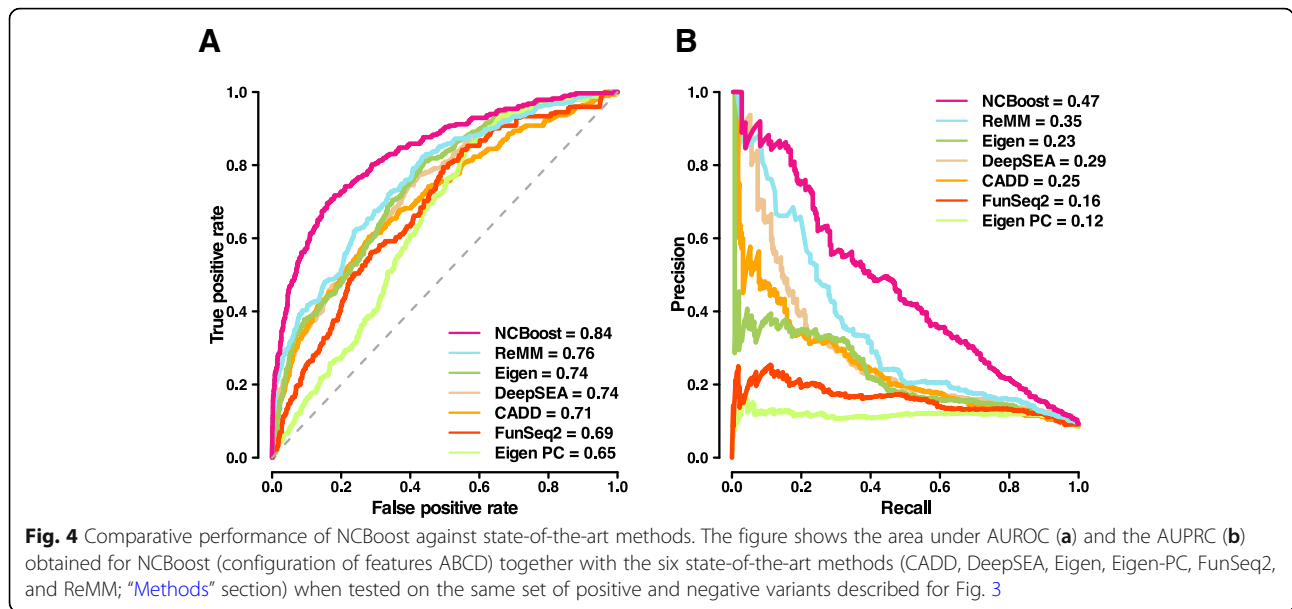 A
B
1.0
0.8
0.6
0.4
0.2
0.0
True positive rate
NCBoost = 0.84
ReMM = 0.76
Eigen = 0.74
DeepSEA = 0.74
CADD = 0.71
FunSeq2 = 0.69
Eigen PC = 0.65
0.0 0.2 0.4 0.6 0.8 1.0
False positive rate
1.0
0.8
0.6
0.4
0.2
0.0
Precision
NCBoost = 0.47
ReMM = 0.35
Eigen = 0.23
DeepSEA = 0.29
CADD = 0.25
FunSeq2 = 0.16
Eigen PC = 0.12
0.0 0.2 0.4 0.6 0.8 1.0
Recall
Fig. 4 Comparative performance of NCBoost against state-of-the-art methods. The figure shows the area under AUROC (a) and the AUPRC (b)
obtained for NCBoost (configuration of features ABCD) together with the six state-of-the-art methods (CADD, DeepSEA, Eigen, Eigen-PC, FunSeq2,
and ReMM; “Methods” section) when tested on the same set of positive and negative variants described for Fig. 3